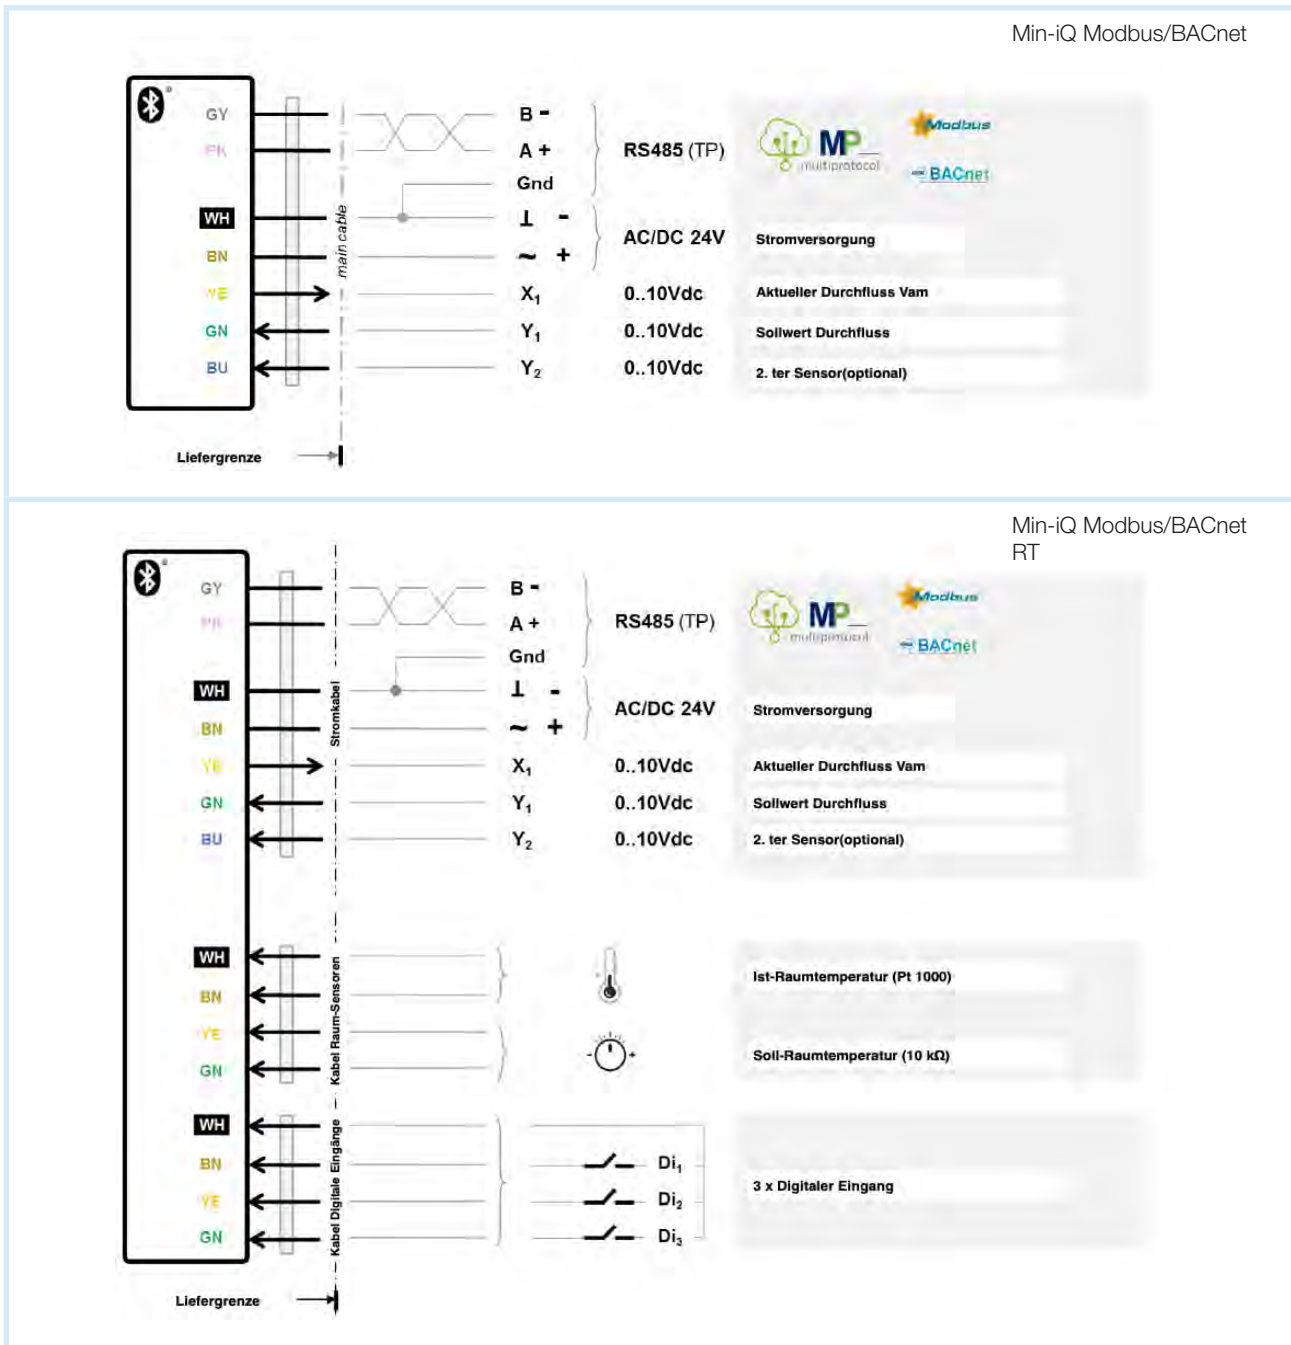 Min-iQ Modbus/BACnet
GY B - Modbus
PK A + RS485 (TP) MP multiprotocol
Gnd BACnet
WH ⊥ -
AC/DC 24V Stromversorgung
BN ~ +
YE X₁ 0..10Vdc Aktueller Durchfluss Vam
GN Y₁ 0..10Vdc Sollwert Durchfluss
BU Y₂ 0..10Vdc 2. ter Sensor(optional)
main cable
Liefergrenze
Min-iQ Modbus/BACnet
RT
GY B - Modbus
PK A + RS485 (TP) MP multiprotocol
Gnd BACnet
WH ⊥ -
AC/DC 24V Stromversorgung
BN ~ +
YE X₁ 0..10Vdc Aktueller Durchfluss Vam
GN Y₁ 0..10Vdc Sollwert Durchfluss
BU Y₂ 0..10Vdc 2. ter Sensor(optional)
Stromkabel
WH
Ist-Raumtemperatur (Pt 1000)
BN
YE
- + Soll-Raumtemperatur (10 kΩ)
GN
Kabel Raum-Sensoren
WH
BN Di₁
3 x Digitaler Eingang
YE Di₂
GN Di₃
Kabel Digitale Eingänge
Liefergrenze